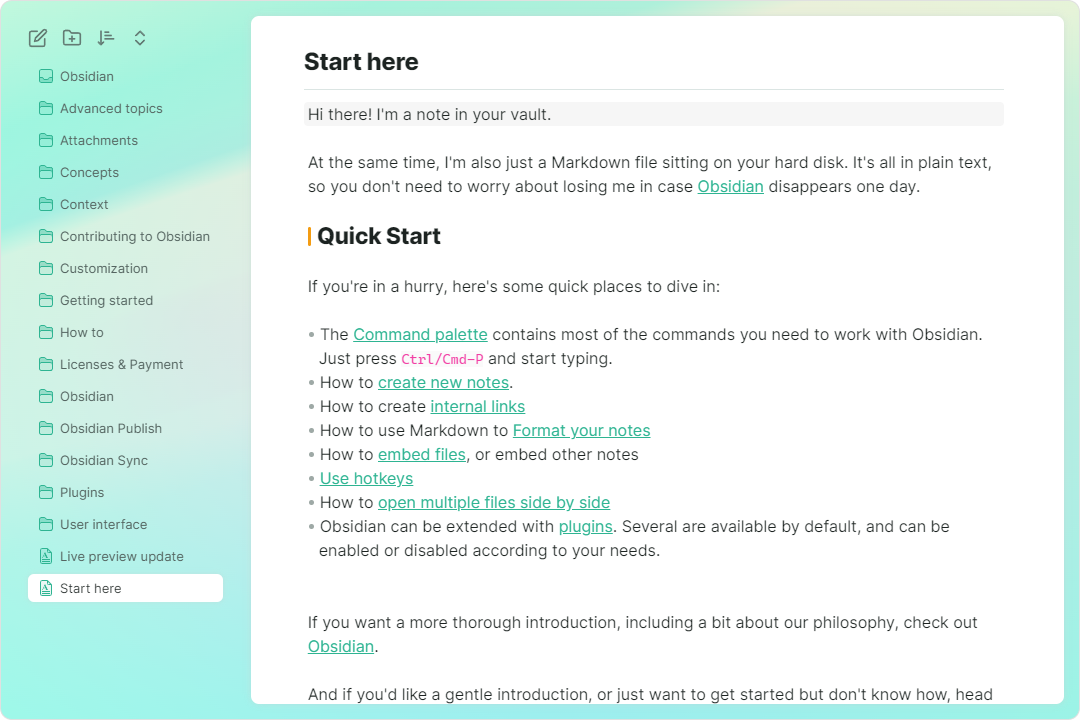 Obsidian
Advanced topics
Attachments
Concepts
Context
Contributing to Obsidian
Customization
Getting started
How to
Licenses & Payment
Obsidian
Obsidian Publish
Obsidian Sync
Plugins
User interface
Live preview update
Start here
Start here
Hi there! I'm a note in your vault.
At the same time, I'm also just a Markdown file sitting on your hard disk. It's all in plain text,
so you don't need to worry about losing me in case Obsidian disappears one day.
Quick Start
If you're in a hurry, here's some quick places to dive in:
• The Command palette contains most of the commands you need to work with Obsidian.
Just press Ctrl/Cmd-P and start typing.
• How to create new notes.
• How to create internal links
• How to use Markdown to Format your notes
• How to embed files, or embed other notes
• Use hotkeys
• How to open multiple files side by side
• Obsidian can be extended with plugins. Several are available by default, and can be
enabled or disabled according to your needs.
If you want a more thorough introduction, including a bit about our philosophy, check out
Obsidian.
And if you'd like a gentle introduction, or just want to get started but don't know how, head